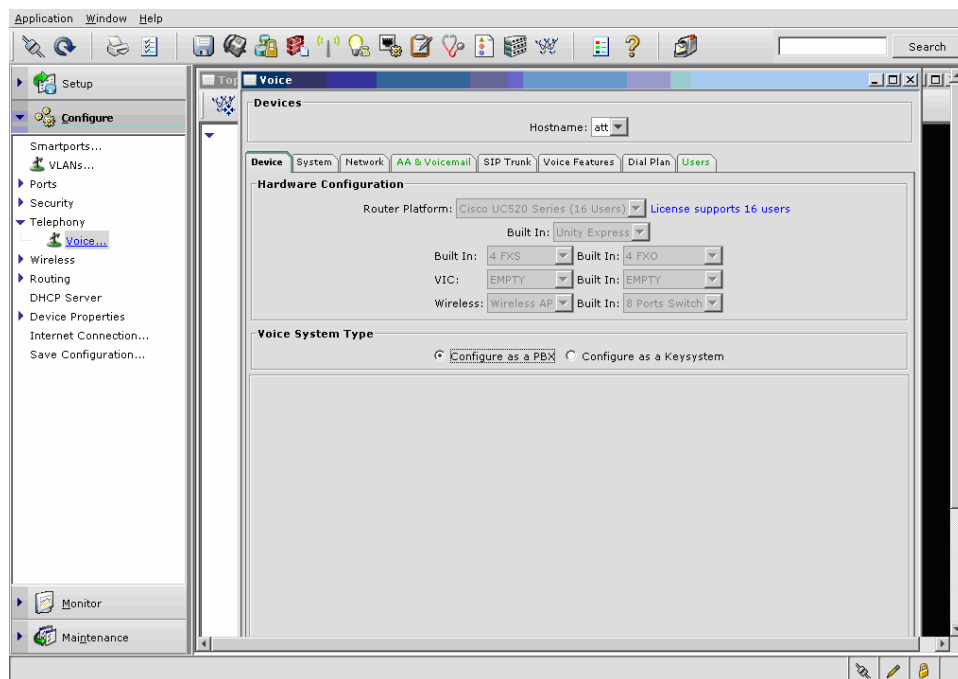 Application Window Help
Search
Setup
Configure
Smartports...
VLANs...
Ports
Security
Telephony
Voice...
Wireless
Routing
DHCP Server
Device Properties
Internet Connection...
Save Configuration...
Monitor
Maintenance
Voice
Devices
Hostname: att
Device System Network AA & Voicemail SIP Trunk Voice Features Dial Plan Users
Hardware Configuration
Router Platform: Cisco UC520 Series (16 Users) License supports 16 users
Built In: Unity Express
Built In: 4 FXS Built In: 4 FXO
VIC: EMPTY Built In: EMPTY
Wireless: Wireless AP Built In: 8 Ports Switch
Voice System Type
Configure as a PBX Configure as a Keysystem